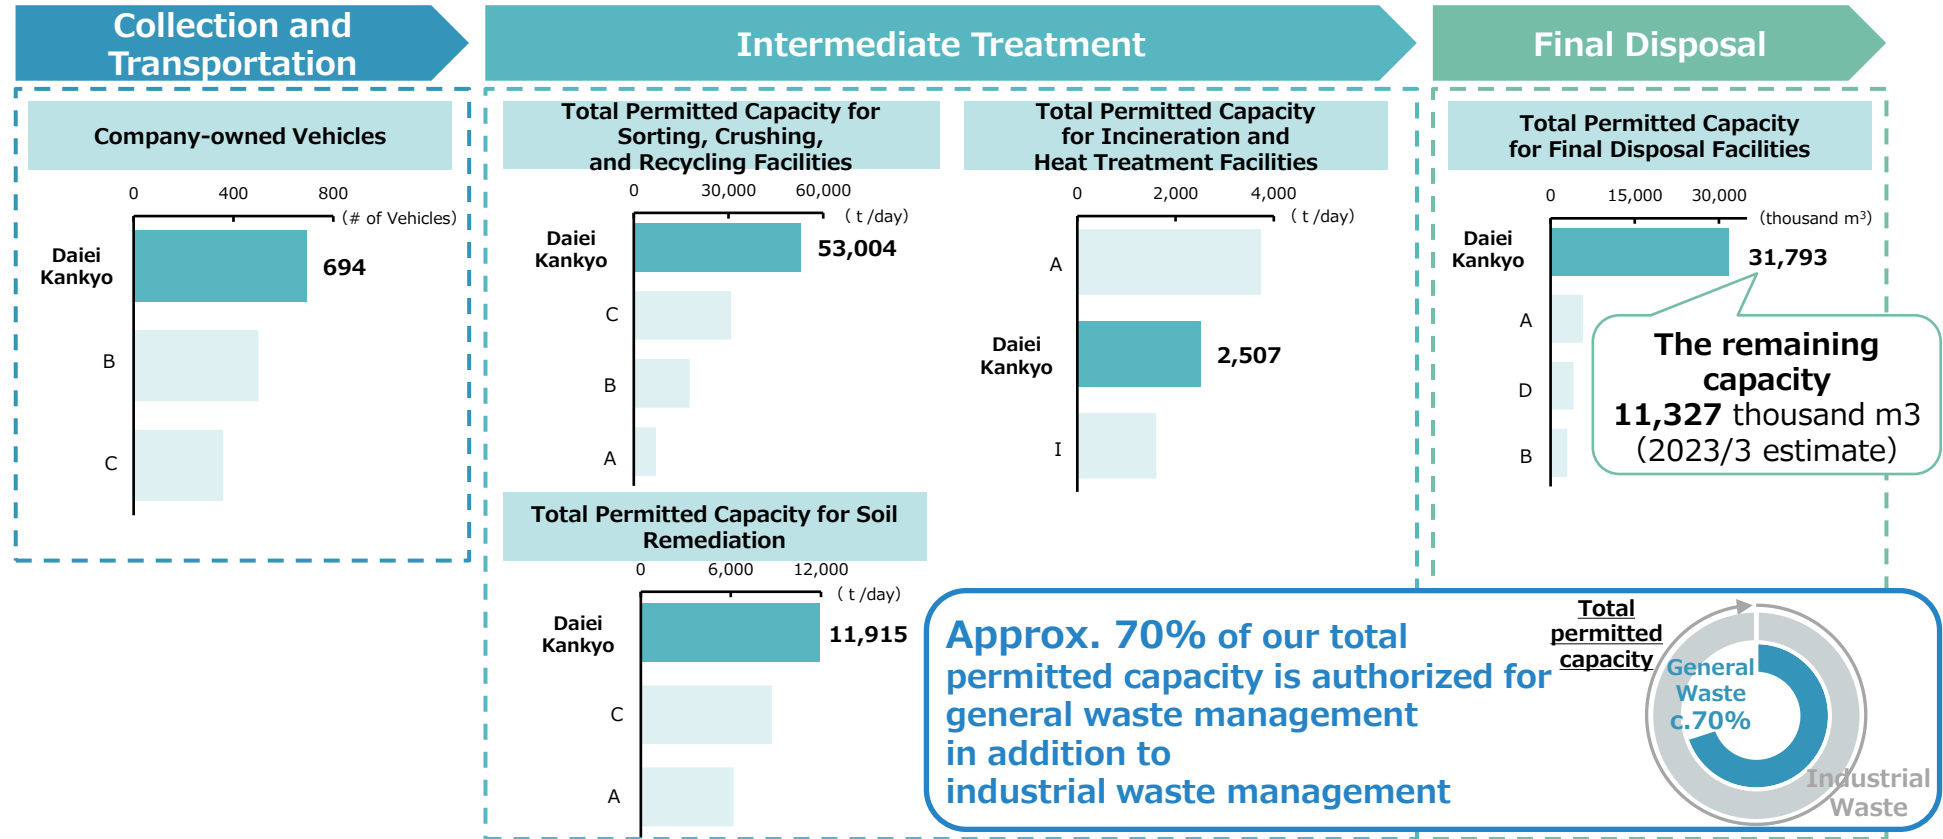 Collection and
Transportation
Intermediate Treatment
Final Disposal
Company-owned Vehicles
0 400 800
(# of Vehicles)
Daiei
Kankyo
694
B
C
Total Permitted Capacity for
Sorting, Crushing,
and Recycling Facilities
0 30,000 60,000
(t/day)
Daiei
Kankyo
53,004
C
B
A
Total Permitted Capacity
for Incineration and
Heat Treatment Facilities
0 2,000 4,000
(t/day)
A
Daiei
Kankyo
2,507
I
Total Permitted Capacity for Soil
Remediation
0 6,000 12,000
(t/day)
Daiei
Kankyo
11,915
C
A
Total Permitted Capacity
for Final Disposal Facilities
0 15,000 30,000
(thousand m³)
Daiei
Kankyo
31,793
A
D
B
The remaining
capacity
11,327 thousand m3
(2023/3 estimate)
Approx. 70% of our total
permitted capacity is authorized for
general waste management
in addition to
industrial waste management
Total
permitted
capacity
General
Waste
c.70%
Industrial
Waste